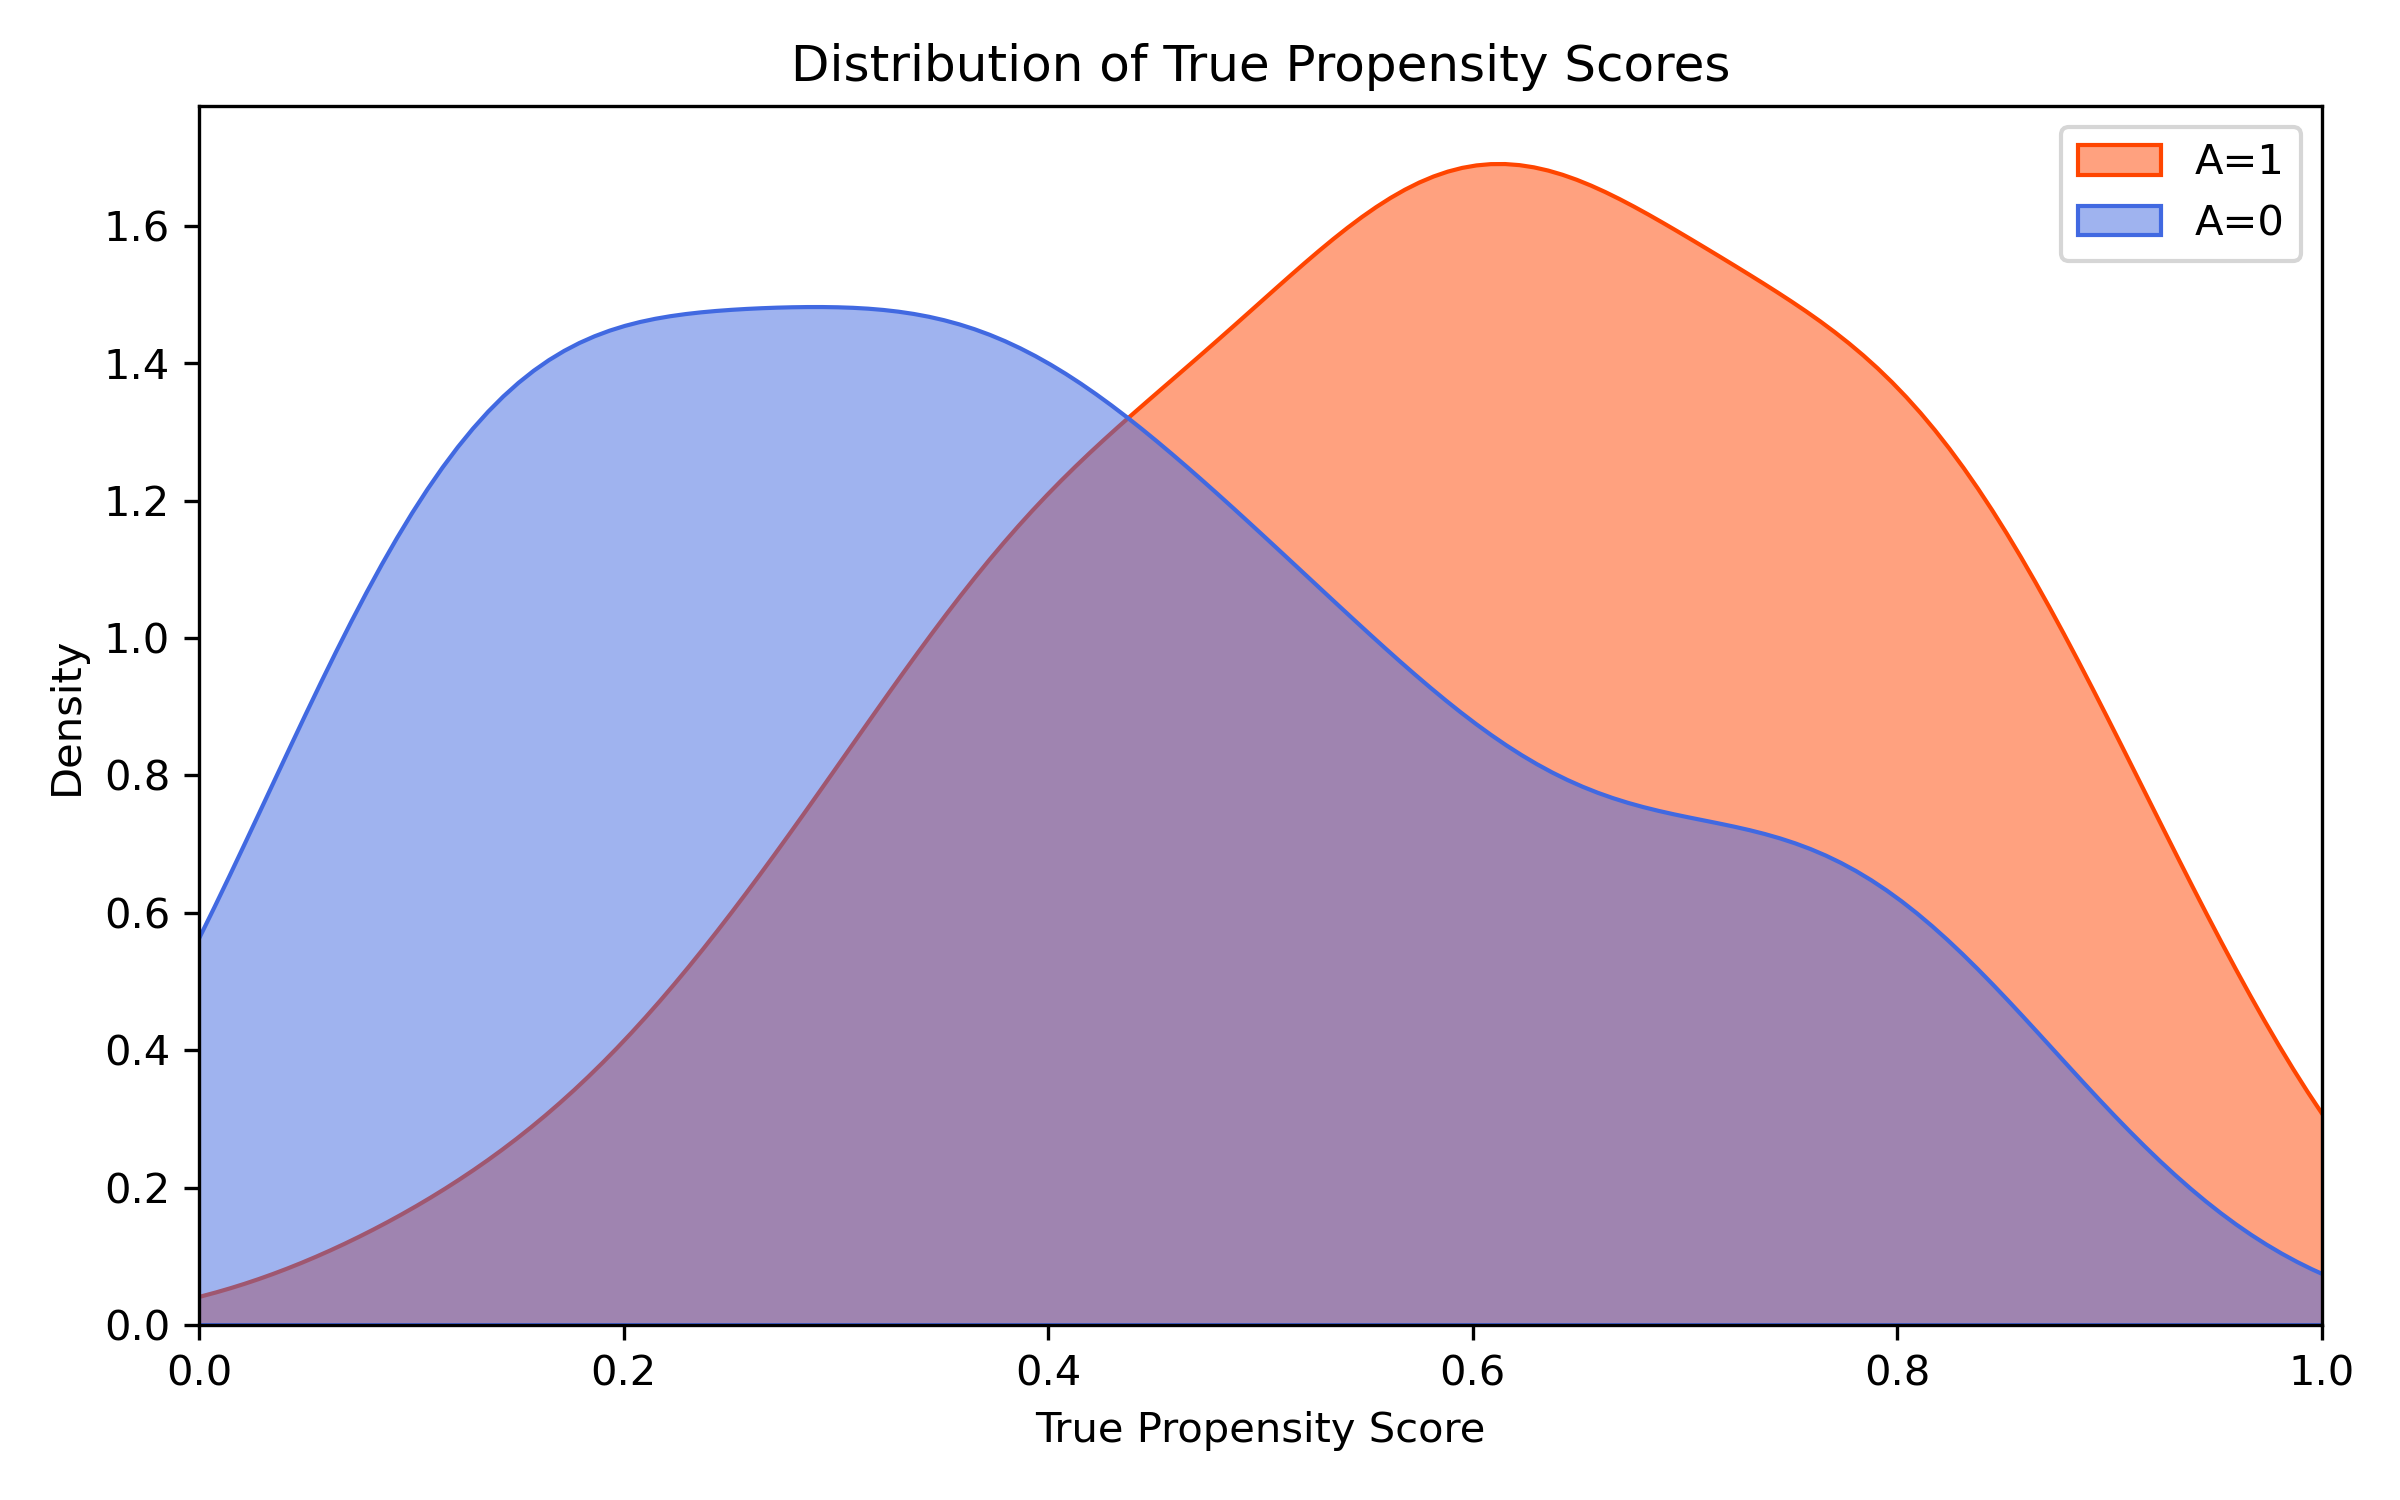 Distribution of True Propensity Scores
A=1
A=0
Density
1.6
1.4
1.2
1.0
0.8
0.6
0.4
0.2
0.0
0.0 0.2 0.4 0.6 0.8 1.0
True Propensity Score